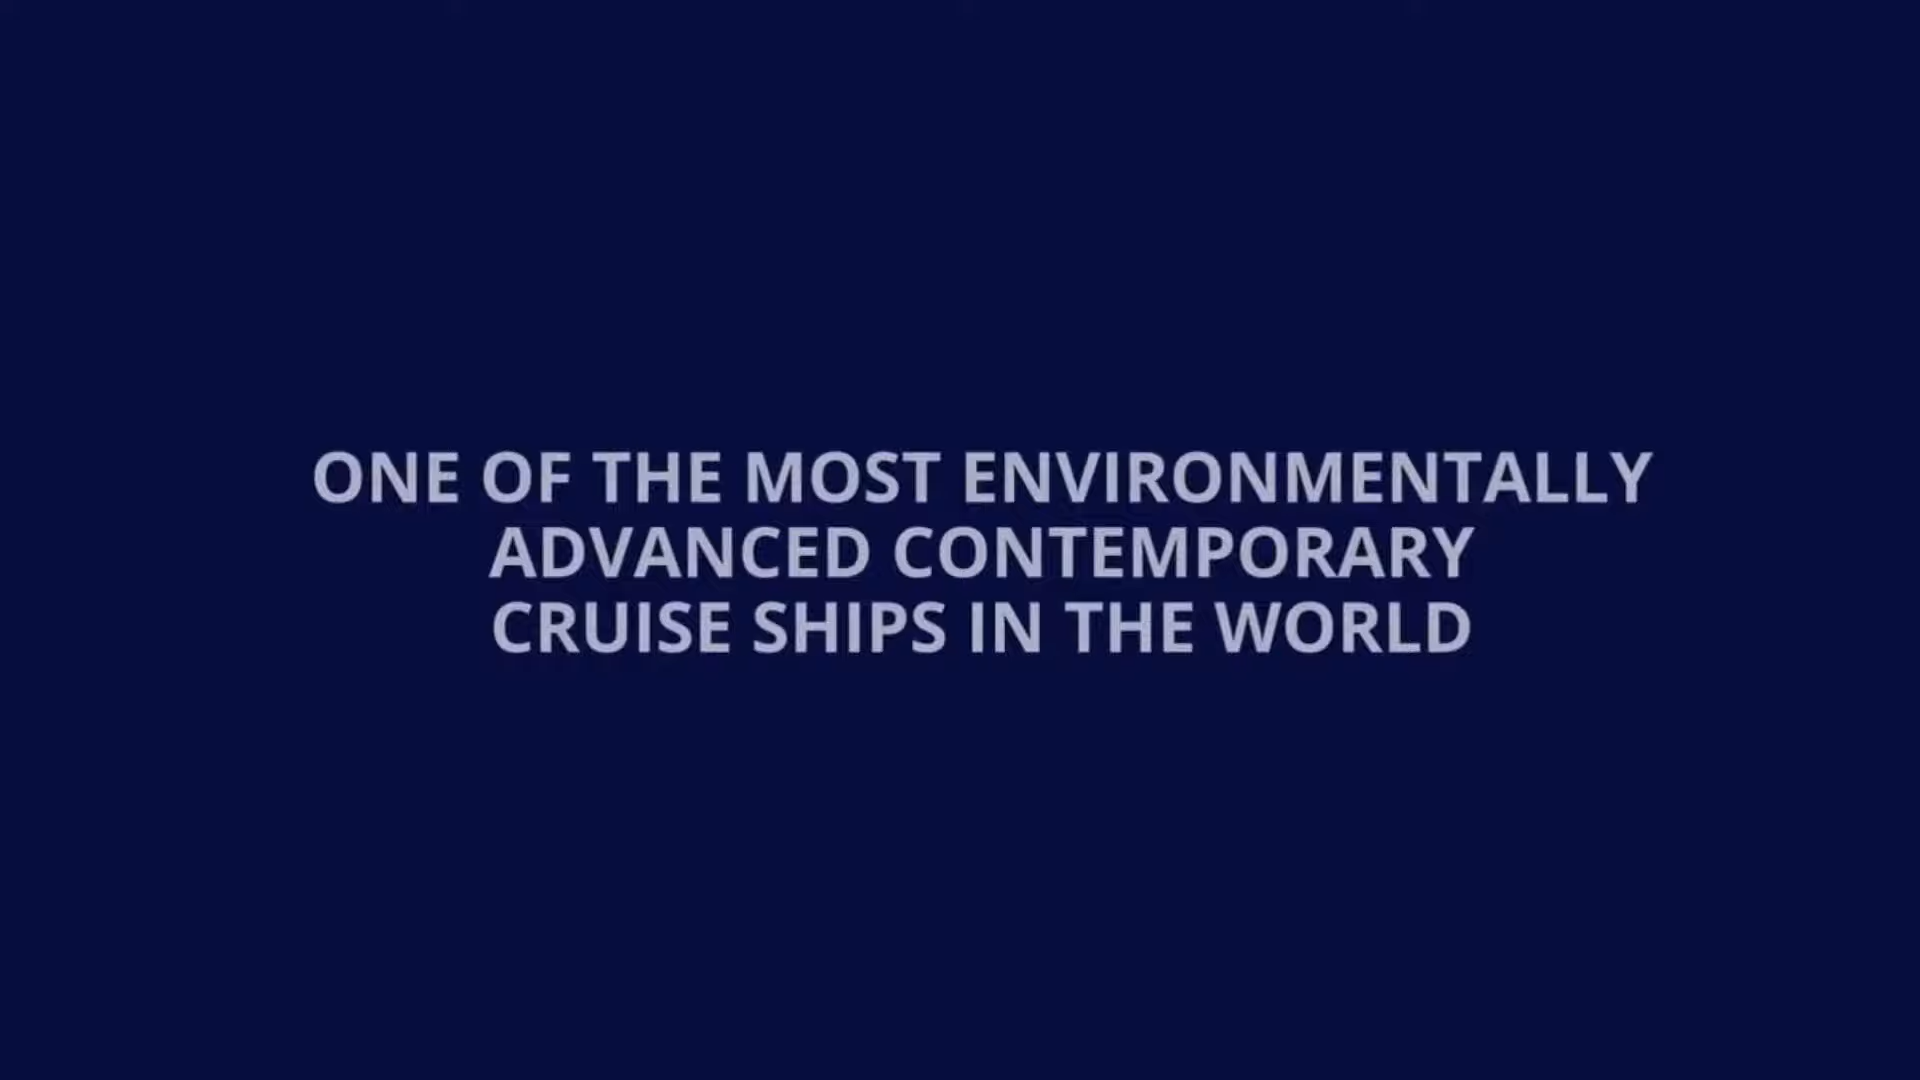 ONE OF THE MOST ENVIRONMENTALLY
ADVANCED CONTEMPORARY
CRUISE SHIPS IN THE WORLD